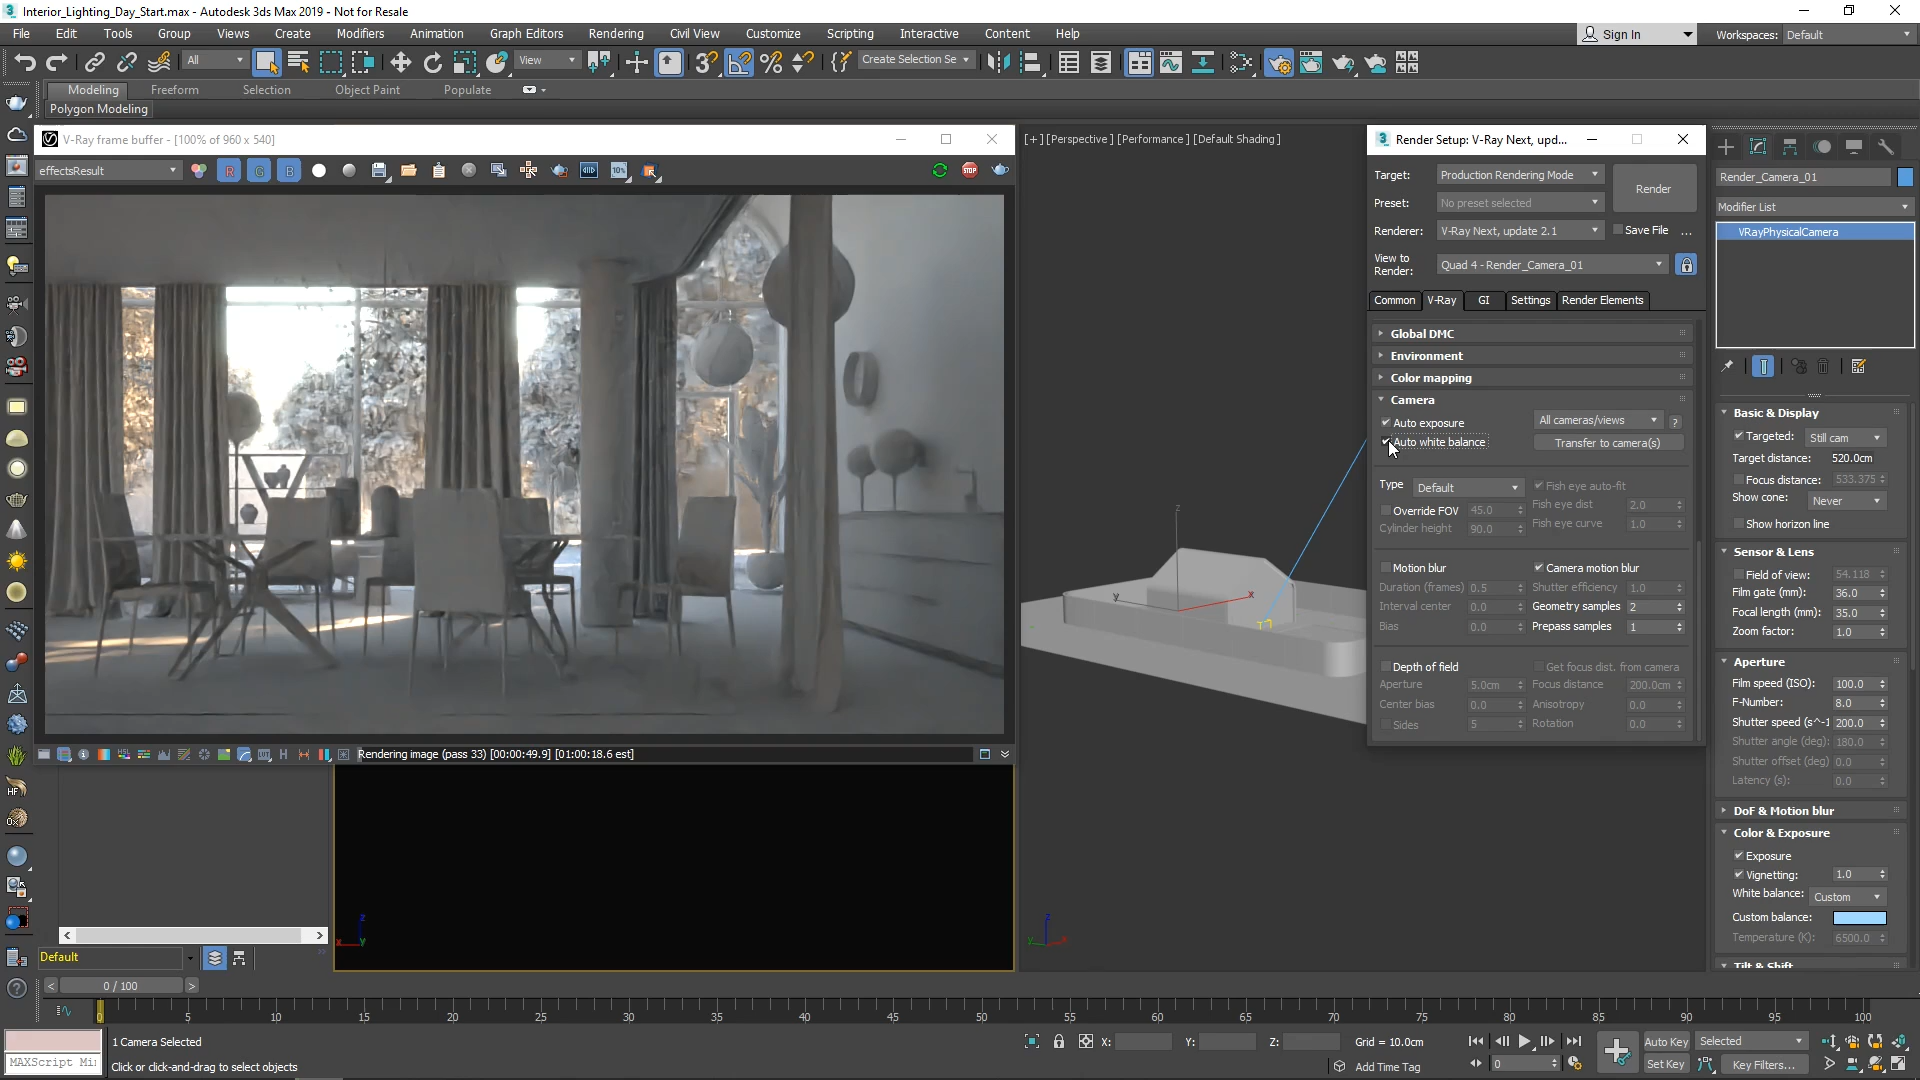 Interior_Lighting_Day_Start.max - Autodesk 3ds Max 2019 - Not for Resale
File Edit Tools Group Views Create Modifiers Animation Graph Editors Rendering Civil View Customize Scripting Interactive Content Help
Sign In
Workspaces: Default
All
View
Create Selection Se
Modeling Freeform Selection Object Paint Populate
Polygon Modeling
V-Ray frame buffer - [100% of 960 x 540]
effectsResult
R G B
Rendering image (pass 33) [00:00:49.9] [01:00:18.6 est]
[+] [Perspective ] [Performance ] [Default Shading ]
Render Setup: V-Ray Next, upd...
Target: Production Rendering Mode
Render
Preset: No preset selected
Renderer: V-Ray Next, update 2.1
Save File ...
View to Render: Quad 4 - Render_Camera_01
Common V-Ray GI Settings Render Elements
Global DMC
Environment
Color mapping
Camera
Auto exposure All cameras/views ?
Auto white balance Transfer to camera(s)
Type Default Fish eye auto-fit
Override FOV 45.0 Fish eye dist 2.0
Cylinder height 90.0 Fish eye curve 1.0
Motion blur Camera motion blur
Duration (frames) 0.5 Shutter efficiency 1.0
Interval center 0.0 Geometry samples 2
Bias 0.0 Prepass samples 1
Depth of field Get focus dist. from camera
Aperture 5.0cm Focus distance 200.0cm
Center bias 0.0 Anisotropy 0.0
Sides 5 Rotation 0.0
Render_Camera_01
Modifier List
VRayPhysicalCamera
Basic & Display
Targeted: Still cam
Target distance: 520.0cm
Focus distance: 533.375
Show cone: Never
Show horizon line
Sensor & Lens
Field of view: 54.118
Film gate (mm): 36.0
Focal length (mm): 35.0
Zoom factor: 1.0
Aperture
Film speed (ISO): 100.0
F-Number: 8.0
Shutter speed (s^-1 200.0
Shutter angle (deg): 180.0
Shutter offset (deg) 0.0
Latency (s): 0.0
DoF & Motion blur
Color & Exposure
Exposure
Vignetting: 1.0
White balance: Custom
Custom balance:
Temperature (K): 6500.0
Tilt & Shift
Default
0 / 100
0 5 10 15 20 25 30 35 40 45 50 55 60 65 70 75 80 85 90 95 100
1 Camera Selected
X: Y: Z: Grid = 10.0cm
Auto Key Selected
MAXScript Mi
Click or click-and-drag to select objects
Add Time Tag
0
Set Key Key Filters...